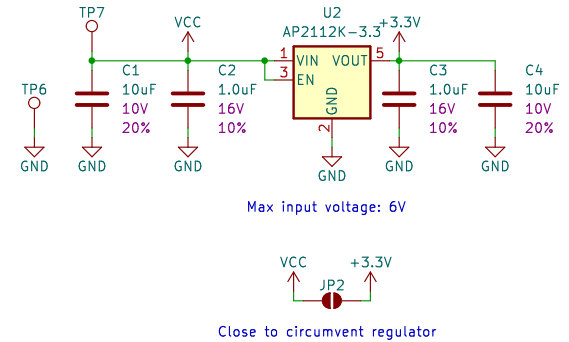 TP7
VCC
U2
AP2112K-3.3
+3.3V
1
VIN
VOUT
5
3
EN
GND
2
TP6
C1
10uF
10V
20%
C2
1.0uF
16V
10%
C3
1.0uF
16V
10%
C4
10uF
10V
20%
GND
GND
GND
GND
GND
GND
Max input voltage: 6V
VCC
+3.3V
JP2
Close to circumvent regulator